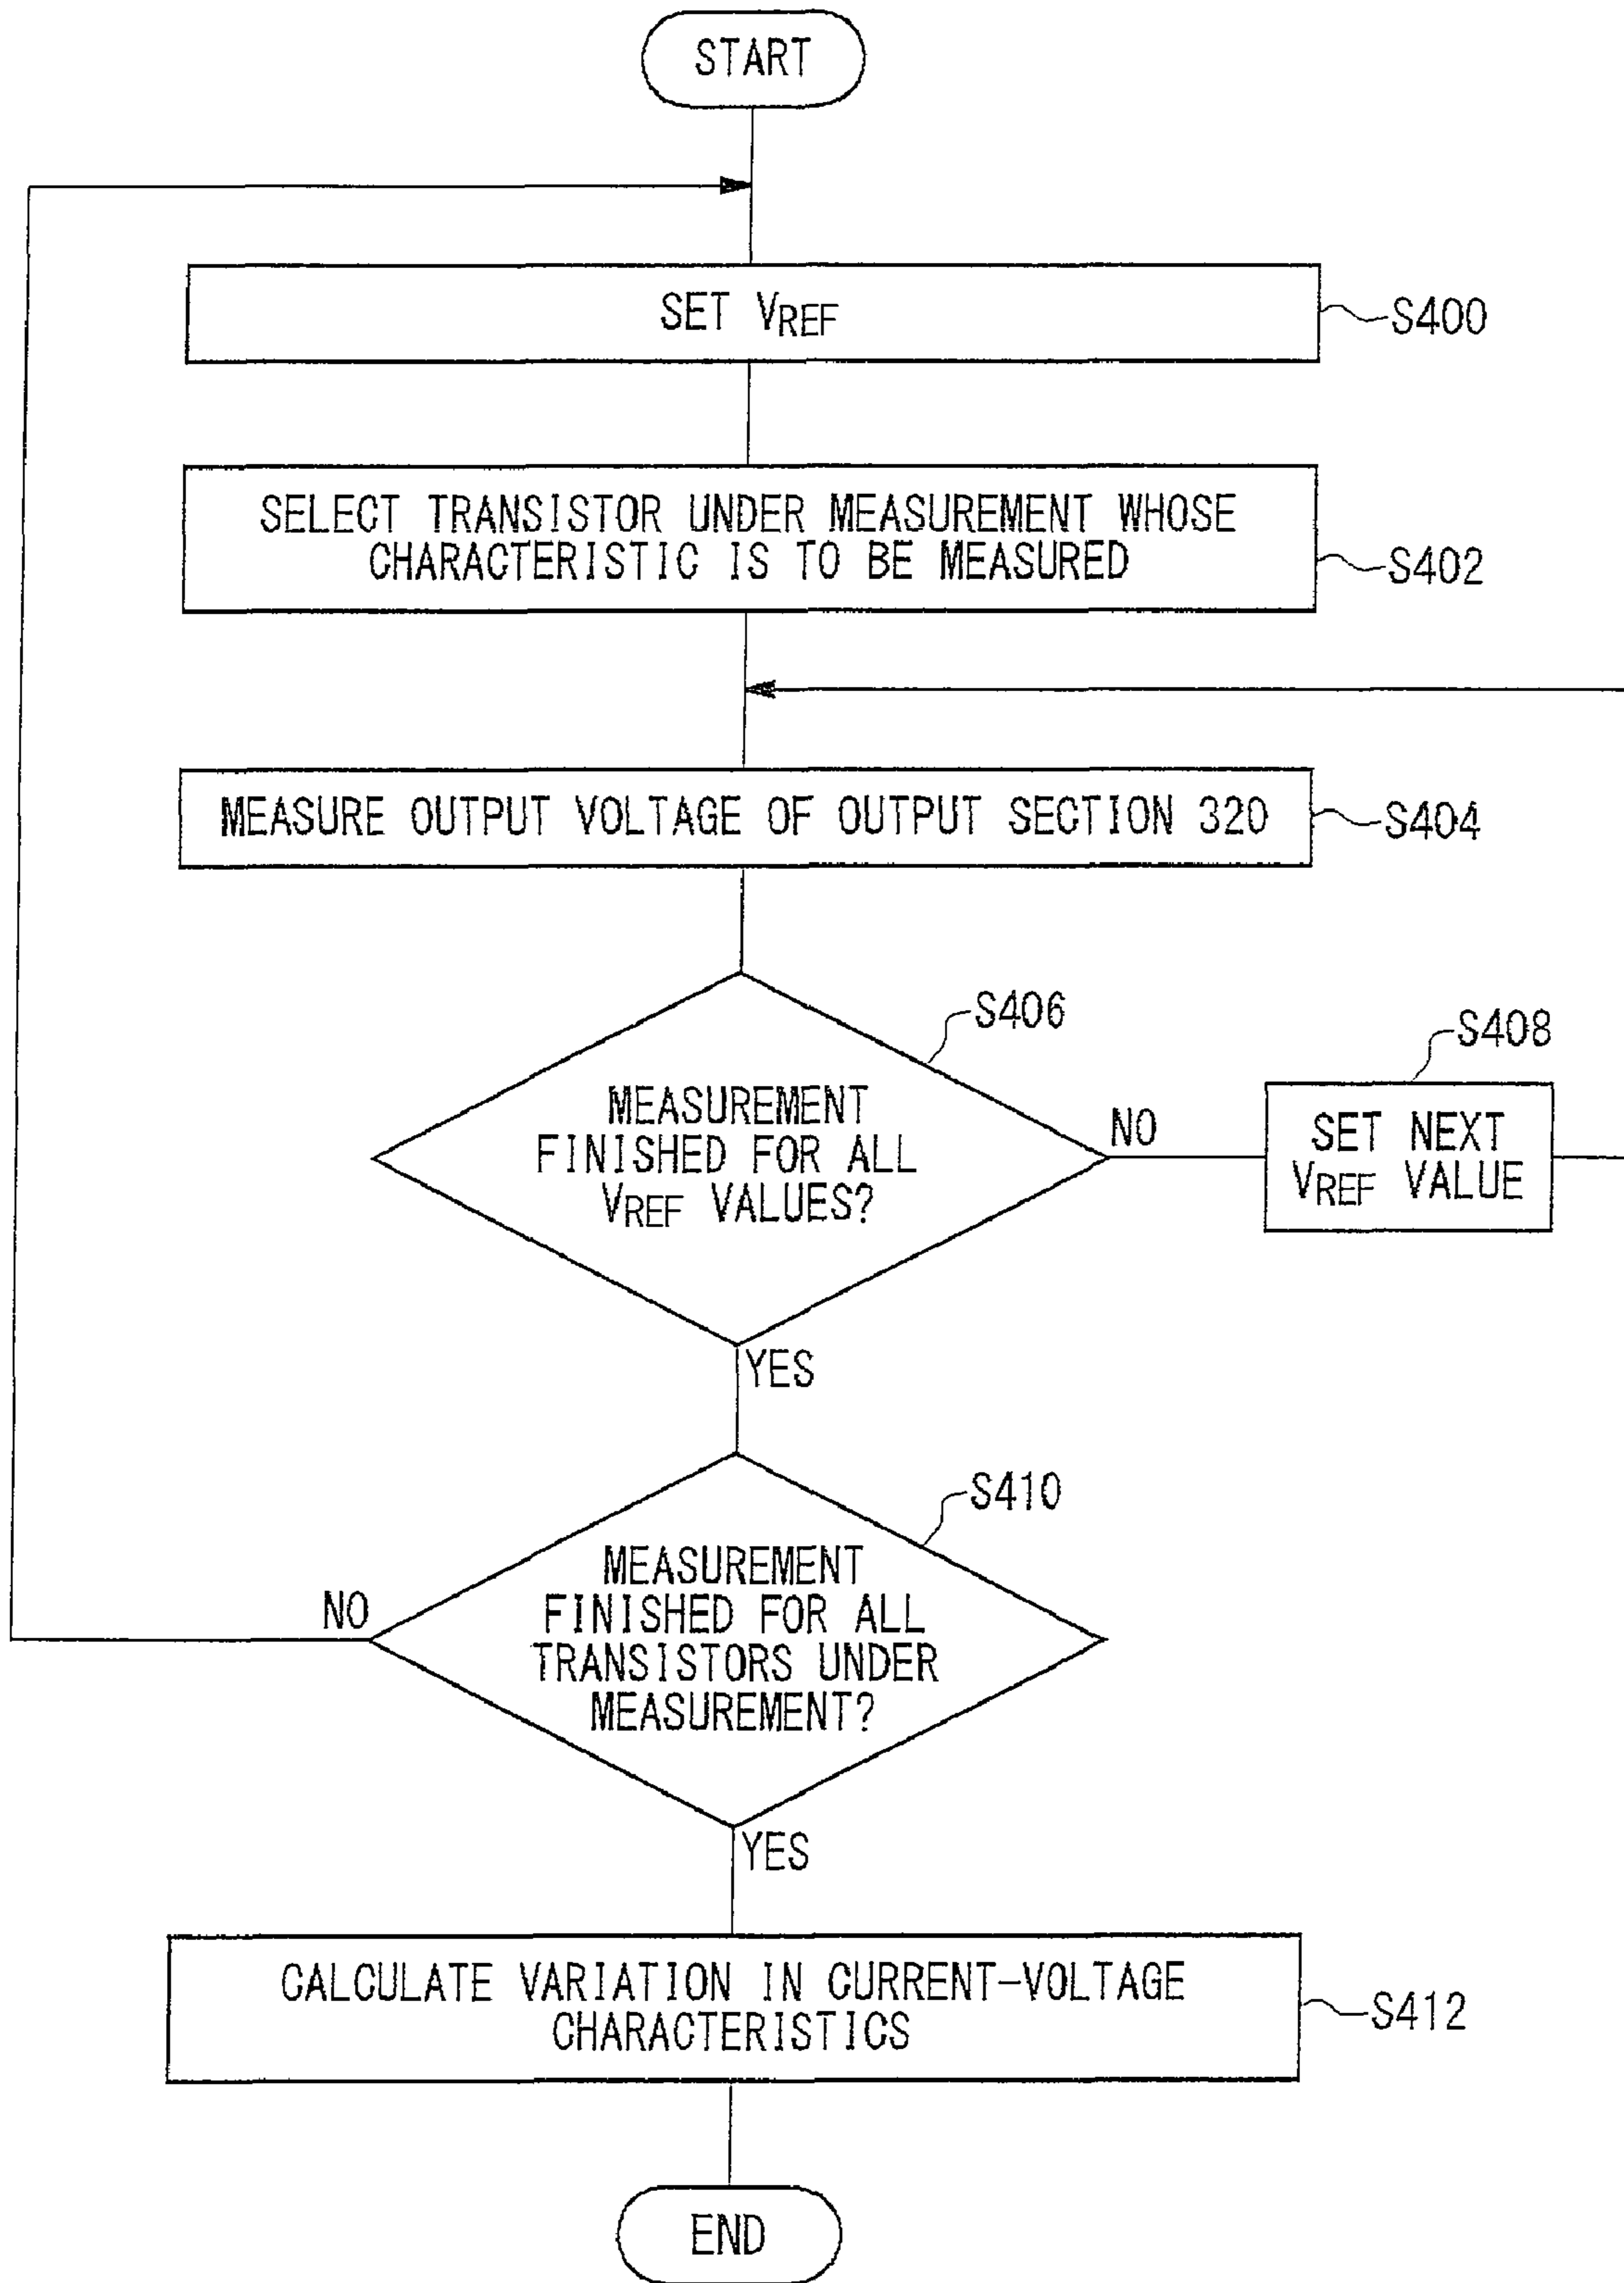 START
SET VREF
S400
SELECT TRANSISTOR UNDER MEASUREMENT WHOSE
CHARACTERISTIC IS TO BE MEASURED
S402
MEASURE OUTPUT VOLTAGE OF OUTPUT SECTION 320
S404
S406
MEASUREMENT
FINISHED FOR ALL
VREF VALUES?
NO
S408
SET NEXT
VREF VALUE
YES
S410
MEASUREMENT
FINISHED FOR ALL
TRANSISTORS UNDER
MEASUREMENT?
NO
YES
CALCULATE VARIATION IN CURRENT-VOLTAGE
CHARACTERISTICS
S412
END